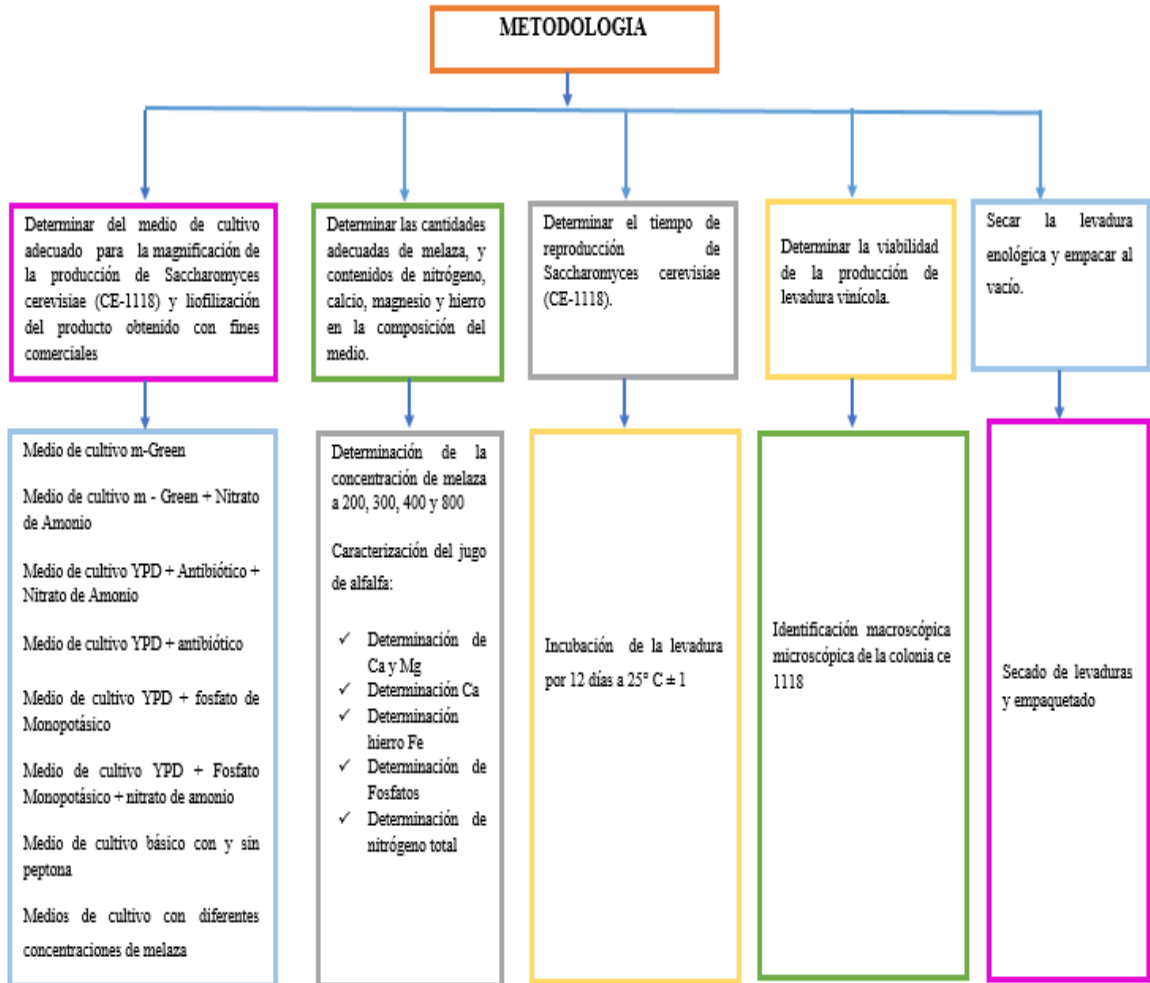 METODOLOGIA
Determinar del medio de cultivo
adecuado para la magnificación de
la producción de Saccharomyces
cerevisiae (CE-1118) y liofilización
del producto obtenido con fines
comerciales
Determinar las cantidades
adecuadas de melaza, y
contenidos de nitrógeno,
calcio, magnesio y hierro
en la composición del
medio.
Determinar el tiempo de
reproducción de
Saccharomyces cerevisiae
(CE-1118).
Determinar la viabilidad
de la producción de
levadura vinícola.
Secar la levadura
enológica y empacar al
vacío.
Medio de cultivo m-Green
Medio de cultivo m - Green + Nitrato
de Amonio
Medio de cultivo YPD + Antibiótico +
Nitrato de Amonio
Medio de cultivo YPD + antibiótico
Medio de cultivo YPD + fosfato de
Monopotásico
Medio de cultivo YPD + Fosfato
Monopotásico + nitrato de amonio
Medio de cultivo básico con y sin
peptona
Medios de cultivo con diferentes
concentraciones de melaza
Determinación de la
concentración de melaza
a 200, 300, 400 y 800
Caracterización del jugo
de alfalfa:
✓ Determinación de
Ca y Mg
✓ Determinación Ca
✓ Determinación
hierro Fe
✓ Determinación de
Fosfatos
✓ Determinación de
nitrógeno total
Incubación de la levadura
por 12 días a 25° C ± 1
Identificación macroscópica
microscópica de la colonia ce
1118
Secado de levaduras
y empaquetado